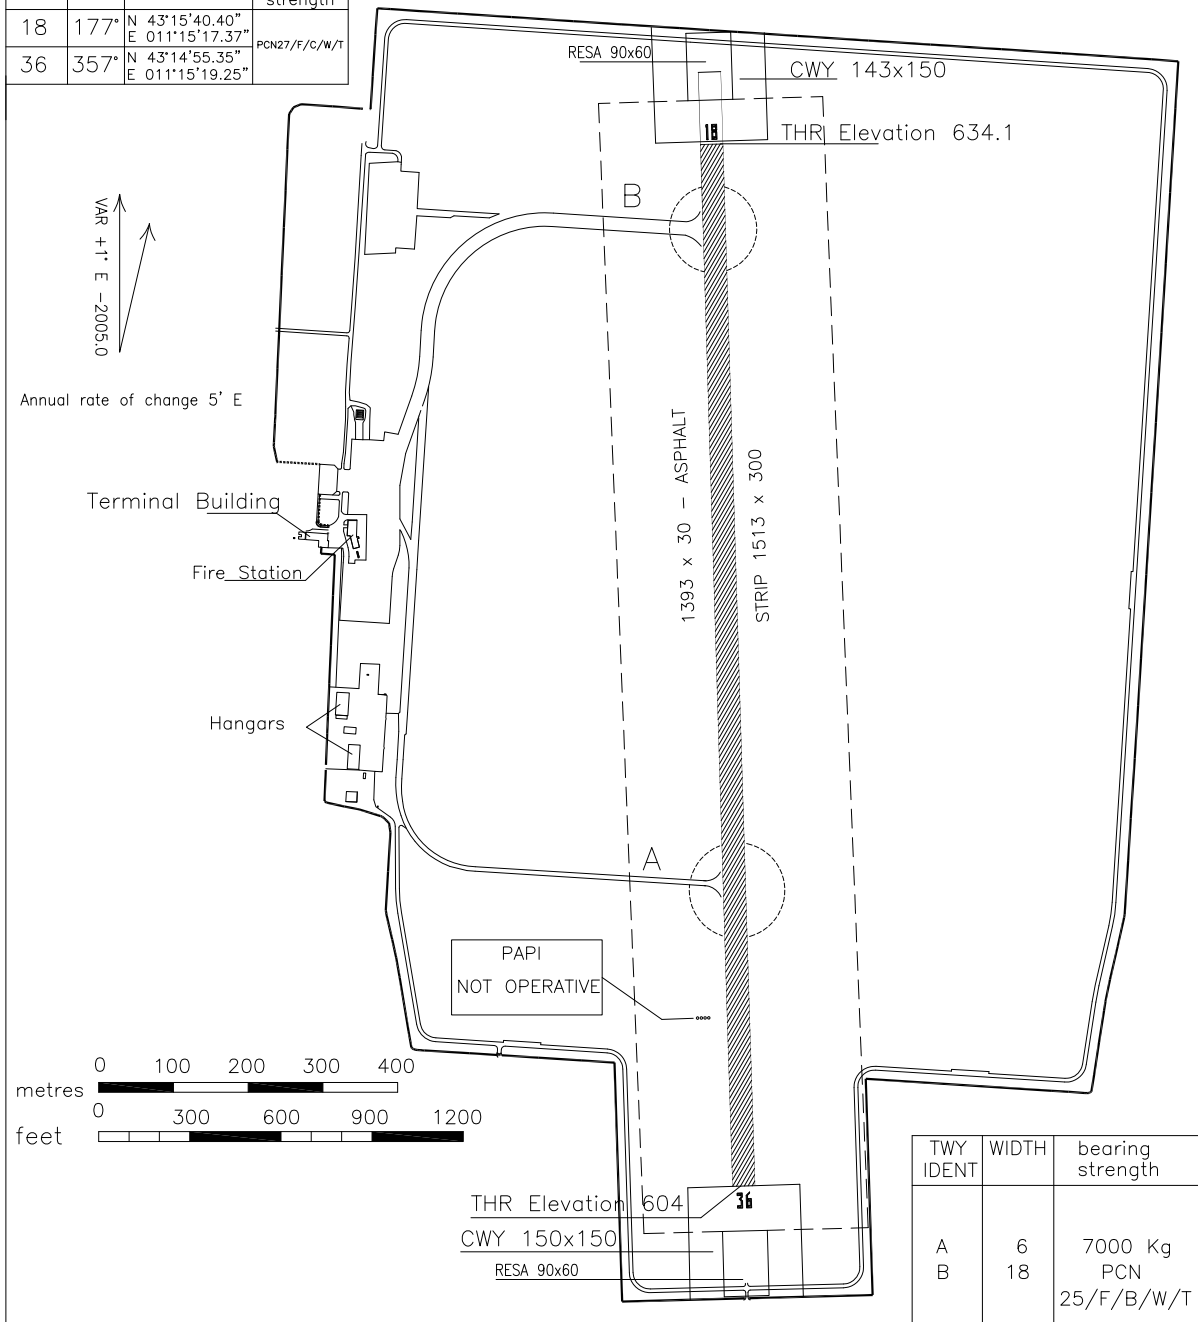 strength
18 177° N 43°15'40.40"
E 011°15'17.37"
PCN27/F/C/W/T
36 357° N 43°14'55.35"
E 011°15'19.25"
RESA 90x60
CWY 143x150
18
THR Elevation 634.1
B
VAR +1° E -2005.0
Annual rate of change 5' E
1393 x 30 - ASPHALT
STRIP 1513 x 300
Terminal Building
Fire Station
Hangars
A
PAPI
NOT OPERATIVE
0 100 200 300 400
metres
0 300 600 900 1200
feet
THR Elevation 604
36
CWY 150x150
RESA 90x60
TWY IDENT WIDTH bearing strength
A 6 7000 Kg
B 18 PCN
25/F/B/W/T